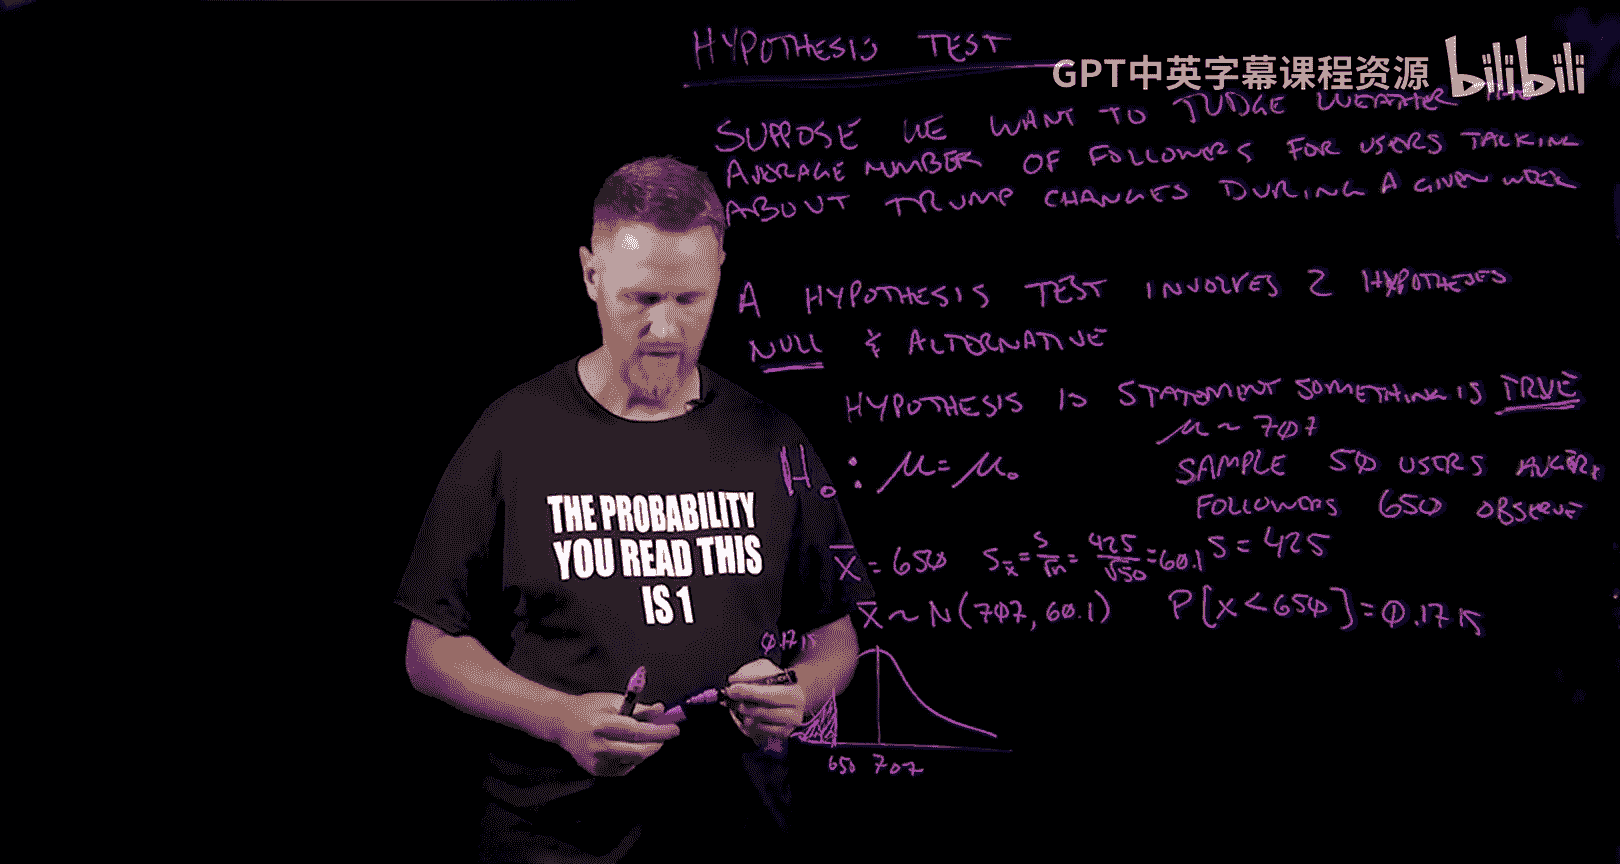 HYPOTHESIS TEST
GPT中英字幕课程资源 bilibili
SUPPOSE WE WANT TO JUDGE WEATHER
AVERAGE NUMBER OF FOLLOWERS FOR USERS TALKING
ABOUT TRUMP CHANGES DURING A GIVEN WEEK
A HYPOTHESIS TEST INVOLVES 2 HYPOTHESES
NULL & ALTERNATIVE
HYPOTHESIS IS STATEMENT SOMETHING IS TRUE
μ ~ 707
H₀: μ = μ₀
SAMPLE 50 USERS
FOLLOWERS 650 OBSERVE
x̄ = 650 Sx̄ = s/√n = 425/√50 = 60.1 S = 425
x̄ ~ N(707, 60.1) P[X < 650] = 0.1715
0.1715
650 707
THE PROBABILITY
YOU READ THIS
IS 1